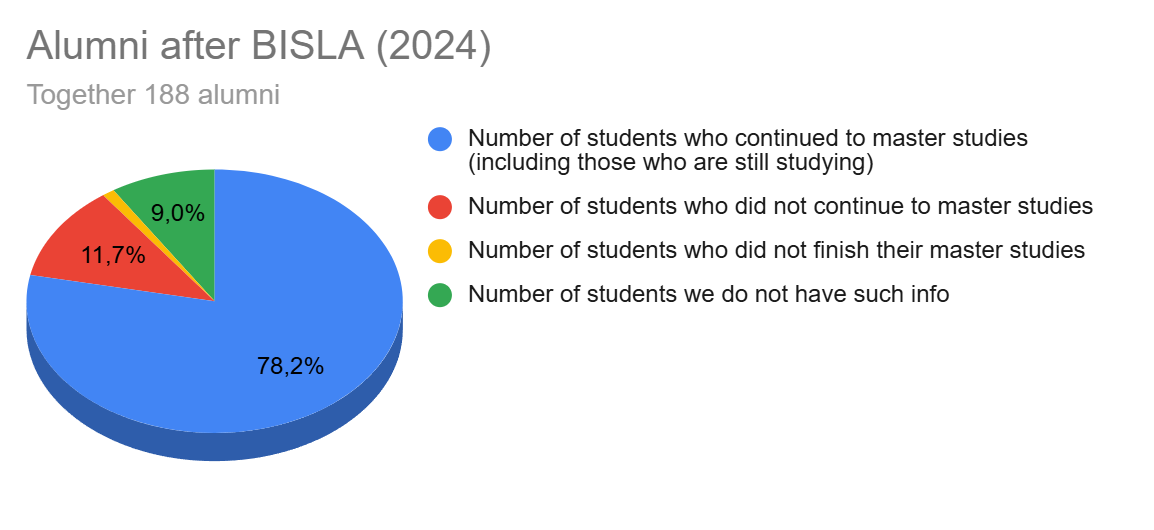 Alumni after BISLA (2024)
Together 188 alumni
Number of students who continued to master studies
(including those who are still studying)
Number of students who did not continue to master studies
Number of students who did not finish their master studies
Number of students we do not have such info
9,0%
11,7%
78,2%